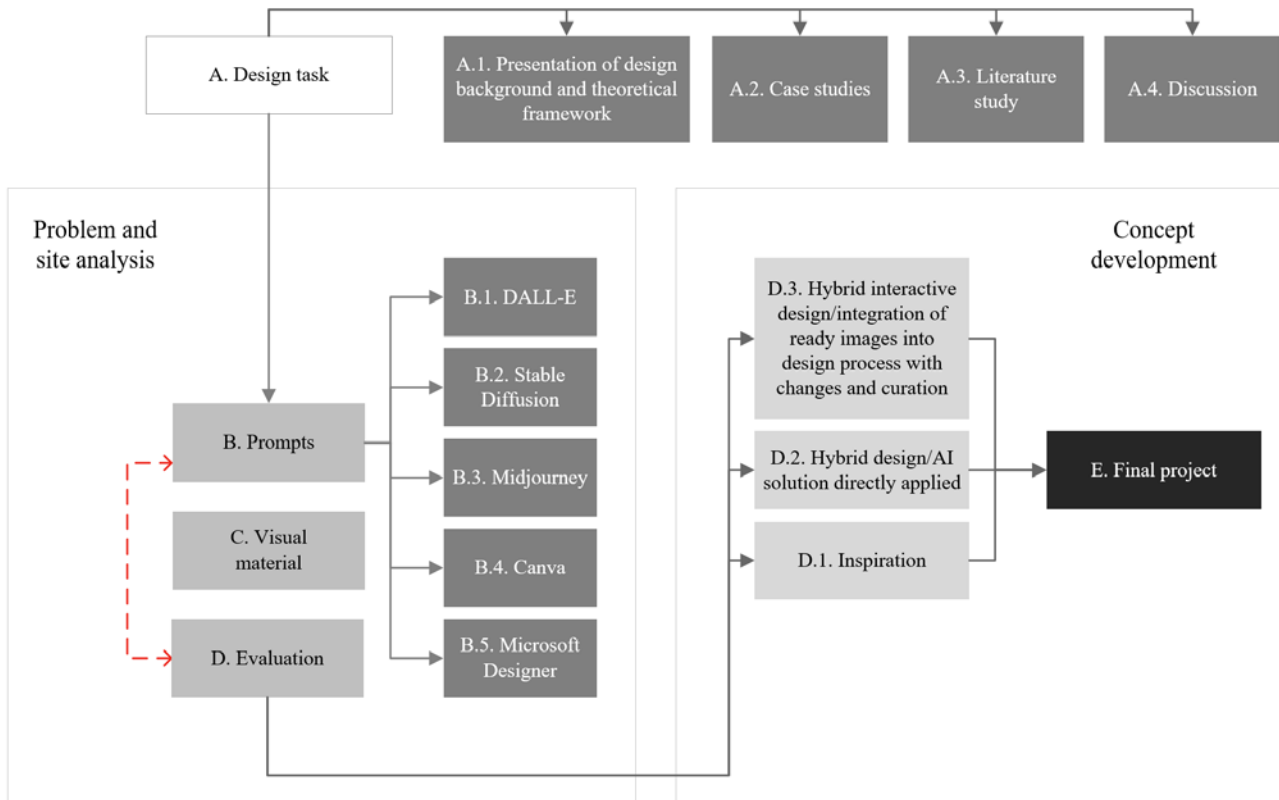 A. Design task
A.1. Presentation of design
background and theoretical
framework
A.2. Case studies
A.3. Literature
study
A.4. Discussion
Problem and
site analysis
B. Prompts
C. Visual
material
D. Evaluation
B.1. DALL-E
B.2. Stable
Diffusion
B.3. Midjourney
B.4. Canva
B.5. Microsoft
Designer
Concept
development
D.3. Hybrid interactive
design/integration of
ready images into
design process with
changes and curation
D.2. Hybrid design/AI
solution directly applied
D.1. Inspiration
E. Final project